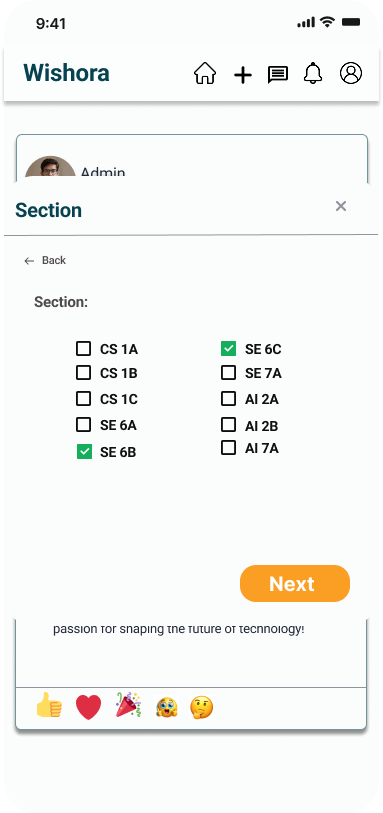 9:41
Wishora
Admin
Section
Back
Section:
CS 1A
CS 1B
CS 1C
SE 6A
SE 6B
SE 6C
SE 7A
AI 2A
AI 2B
AI 7A
Next
passion for shaping the future of technology!